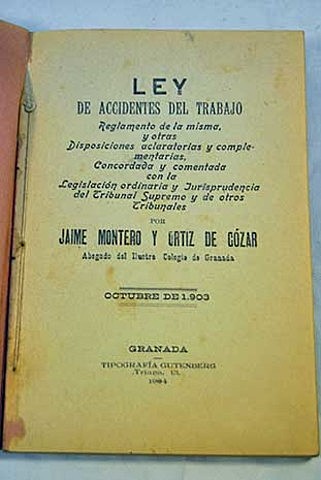 LEY
DE ACCIDENTES DEL TRABAJO
Reglamento de la misma,
y otras
Disposiciones aclaratorias y comple-
mentarias,
Concordada y comentada
con la
Legislación ordinaria y Jurisprudencia
del Tribunal Supremo y de otros
Tribunales
POR
JAIME MONTERO Y ORTIZ DE CÓZAR
Abogado del Ilustre Colegio de Granada
OCTUBRE DE 1.903
GRANADA
TIPOGRAFÍA GUTENBERG
Triana, 13.
1904